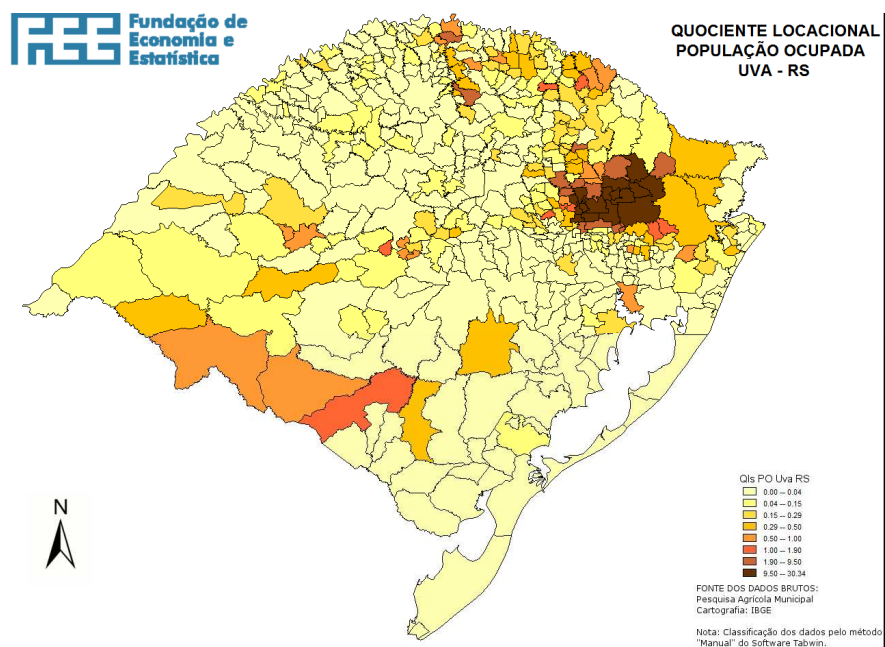 FEE
Fundação de
Economia e
Estatística
QUOCIENTE LOCACIONAL
POPULAÇÃO OCUPADA
UVA - RS
N
Qls PO Uva RS
0.00 -- 0.04
0.04 -- 0.15
0.15 -- 0.29
0.29 -- 0.50
0.50 -- 1.00
1.00 -- 1.90
1.90 -- 9.50
9.50 -- 30.34
FONTE DOS DADOS BRUTOS:
Pesquisa Agrícola Municipal
Cartografia: IBGE
Nota: Classificação dos dados pelo método
"Manual" do Software Tabwin.